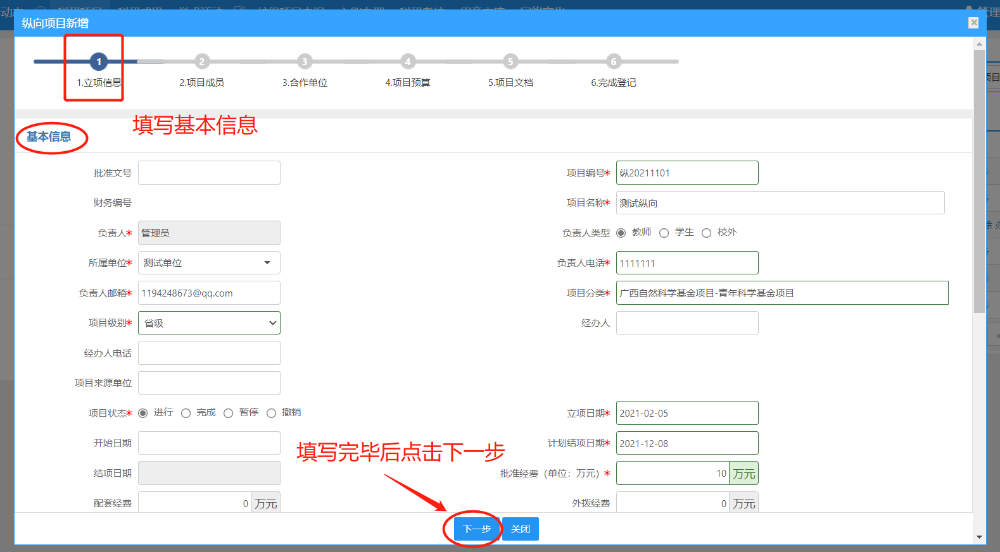 纵向项目新增
1 2 3 4 5 6
1.立项信息 2.项目成员 3.合作单位 4.项目预算 5.项目文档 6.完成登记
填写基本信息
基本信息
批准文号 项目编号* 纵20211101
财务编号 项目名称* 测试纵向
负责人* 管理员 负责人类型 教师 学生 校外
所属单位* 测试单位 负责人电话* 1111111
负责人邮箱* 1194248673@qq.com 项目分类* 广西自然科学基金项目-青年科学基金项目
项目级别* 省级 经办人
经办人电话
项目来源单位
项目状态* 进行 完成 暂停 撤销 立项日期* 2021-02-05
开始日期 计划结项日期* 2021-12-08
填写完毕后点击下一步
结项日期 批准经费（单位：万元）* 10 万元
配套经费 0 万元 外拨经费 0 万元
下一步 关闭